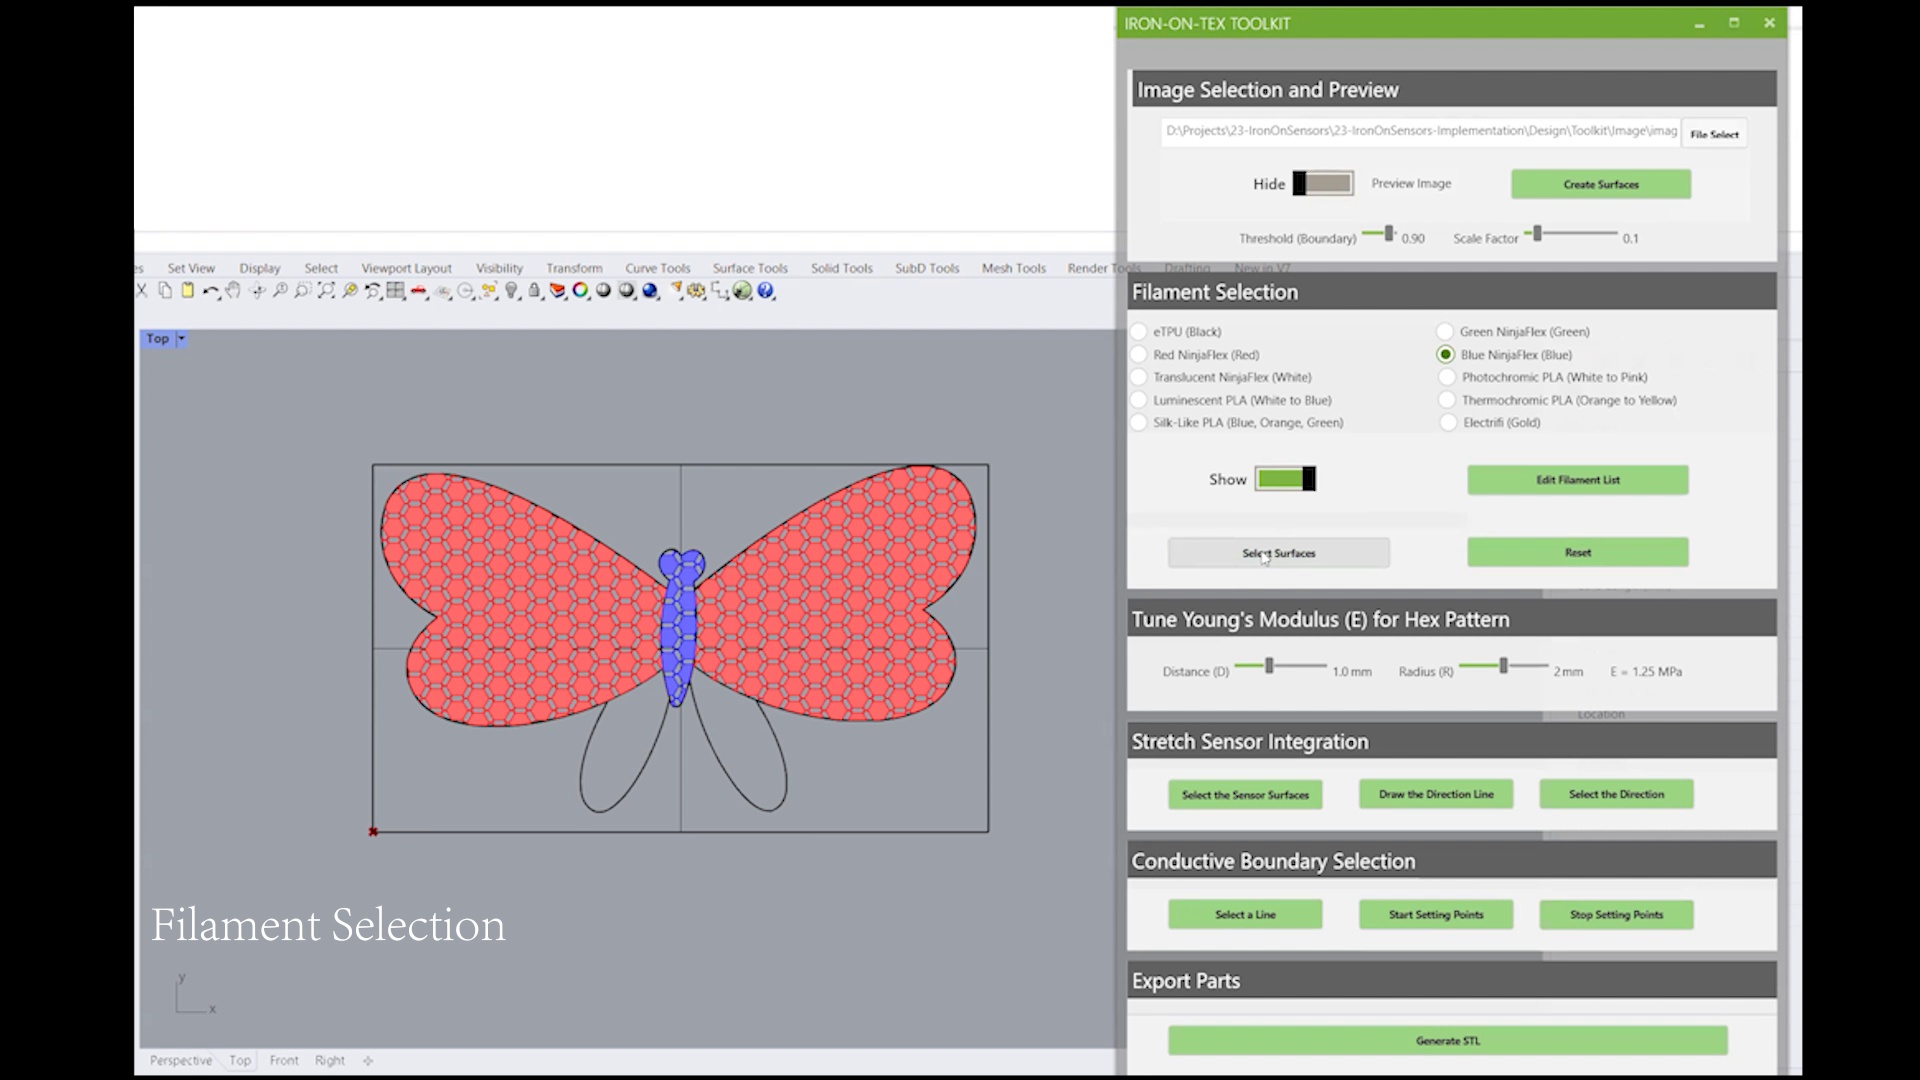 IRON-ON-TEX TOOLKIT
Image Selection and Preview
D:\Projects\23-IronOnSensors\23-IronOnSensors-Implementation\Design\Toolkit\Image\imag
File Select
Hide
Preview Image
Create Surfaces
Threshold (Boundary)
0.90
Scale Factor
0.1
es
Set View
Display
Select
Viewport Layout
Visibility
Transform
Curve Tools
Surface Tools
Solid Tools
SubD Tools
Mesh Tools
Render Tools
Drafting
New in V7
Filament Selection
eTPU (Black)
Green NinjaFlex (Green)
Red NinjaFlex (Red)
Blue NinjaFlex (Blue)
Translucent NinjaFlex (White)
Photochromic PLA (White to Pink)
Luminescent PLA (White to Blue)
Thermochromic PLA (Orange to Yellow)
Silk-Like PLA (Blue, Orange, Green)
Electrifi (Gold)
Show
Edit Filament List
Select Surfaces
Reset
Top
Tune Young's Modulus (E) for Hex Pattern
Distance (D)
1.0 mm
Radius (R)
2 mm
E = 1.25 MPa
Location
Stretch Sensor Integration
Select the Sensor Surfaces
Draw the Direction Line
Select the Direction
Conductive Boundary Selection
Select a Line
Start Setting Points
Stop Setting Points
Filament Selection
Export Parts
Generate STL
y
x
Perspective
Top
Front
Right